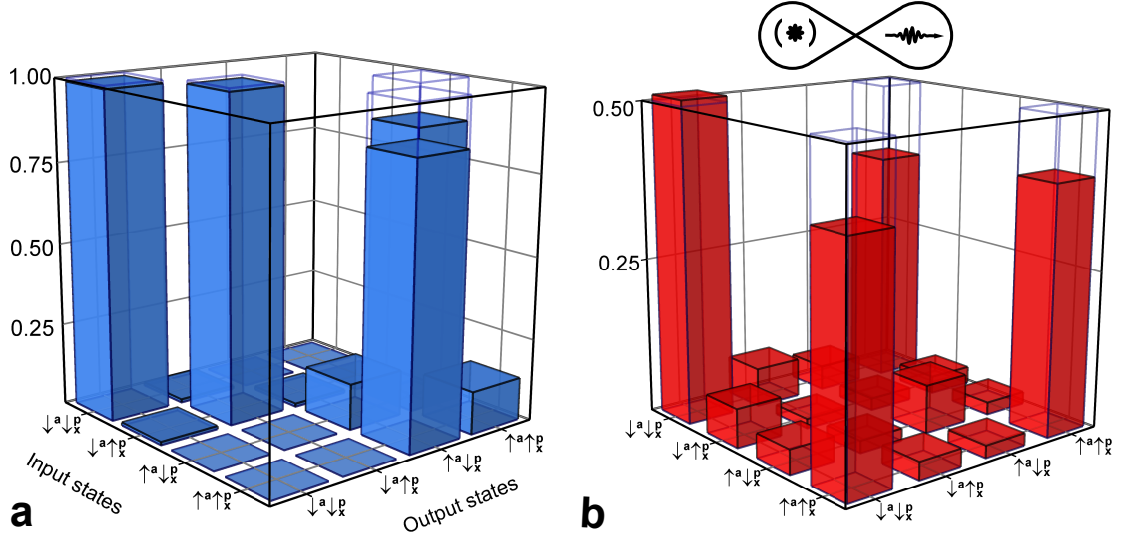 1.00
0.75
0.50
0.25
↓ᵃ↓ᵖₓ
↓ᵃ↑ᵖₓ
↑ᵃ↓ᵖₓ
↑ᵃ↑ᵖₓ
Input states
↓ᵃ↓ᵖₓ
↓ᵃ↑ᵖₓ
↑ᵃ↓ᵖₓ
↑ᵃ↑ᵖₓ
Output states
a
0.50
0.25
↓ᵃ↓ᵖₓ
↓ᵃ↑ᵖₓ
↑ᵃ↓ᵖₓ
↑ᵃ↑ᵖₓ
↓ᵃ↓ᵖₓ
↓ᵃ↑ᵖₓ
↑ᵃ↓ᵖₓ
↑ᵃ↑ᵖₓ
b